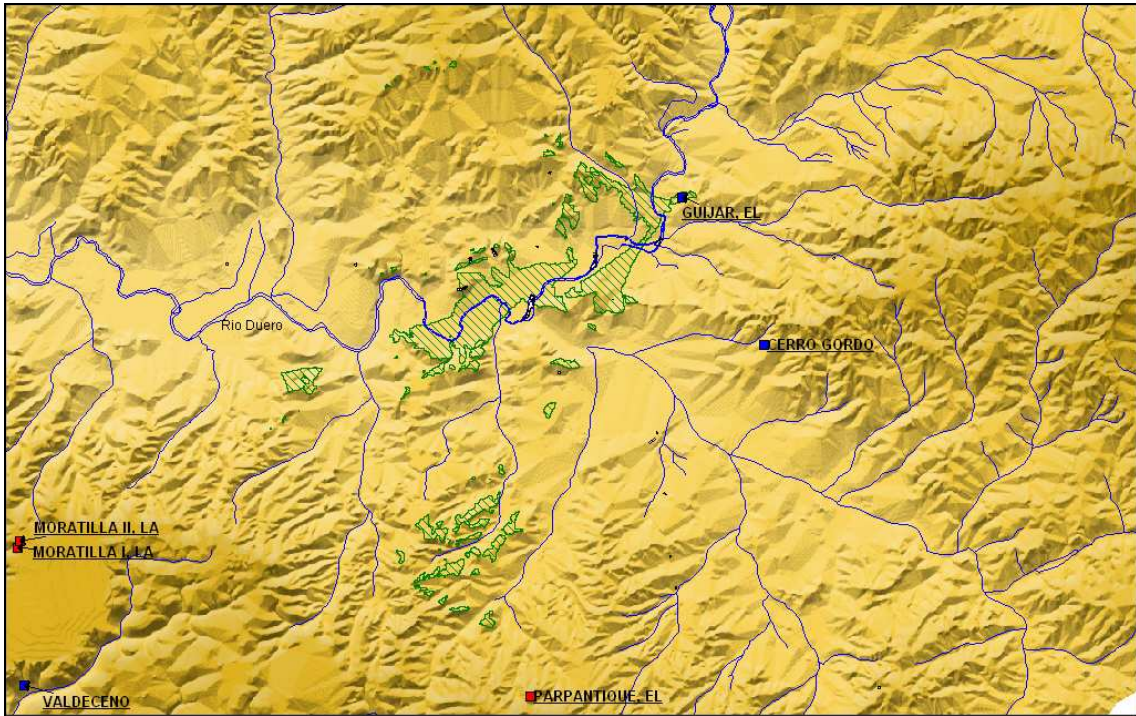 GUIJAR, EL
Rio Duero
CERRO GORDO
MORATILLA II, LA
MORATILLA I, LA
VALDECENO
PARPANTIQUE, EL